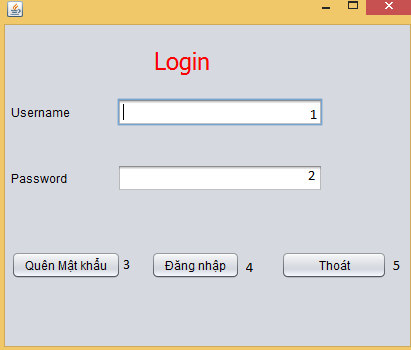 Login
Username 1
Password 2
Quên Mật khẩu 3 Đăng nhập 4 Thoát 5